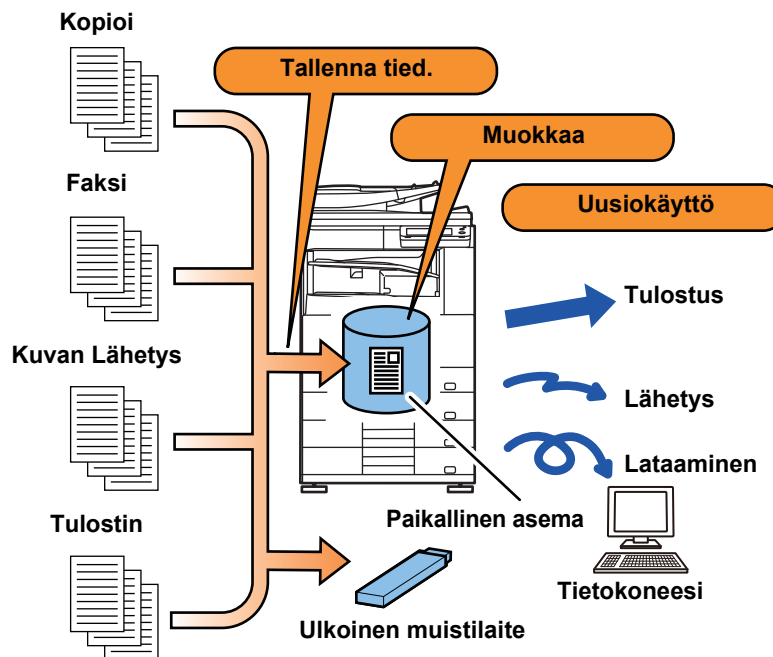 Kopioi
Tallenna tied.
Muokkaa
Faksi
Uusiokäyttö
Tulostus
Kuvan Lähetys
Lähetys
Lataaminen
Tulostin
Paikallinen asema
Tietokoneesi
Ulkoinen muistilaite